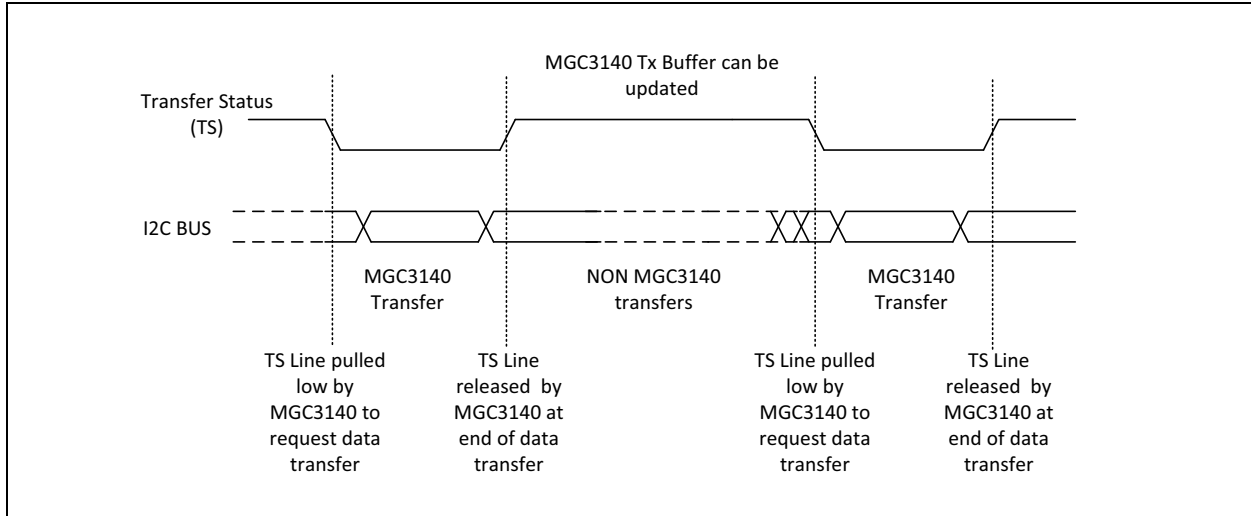 MGC3140 Tx Buffer can be
updated
Transfer Status
(TS)
I2C BUS
MGC3140
Transfer
NON MGC3140
transfers
MGC3140
Transfer
TS Line pulled
low by
MGC3140 to
request data
transfer
TS Line
released by
MGC3140 at
end of data
transfer
TS Line pulled
low by
MGC3140 to
request data
transfer
TS Line
released by
MGC3140 at
end of data
transfer